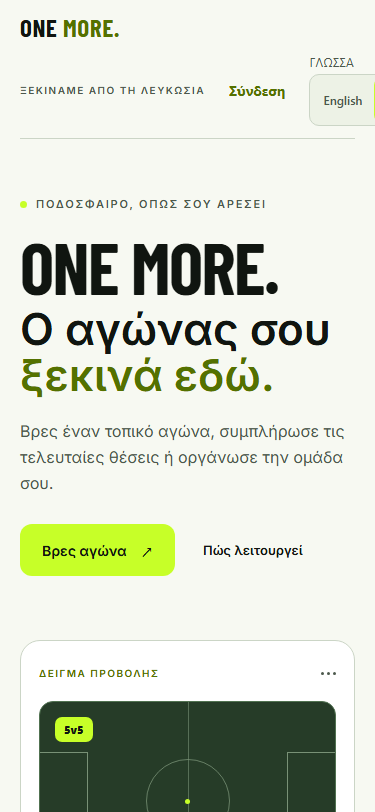 ONE MORE.
ΓΛΩΣΣΑ
ΞΕΚΙΝΑΜΕ ΑΠΟ ΤΗ ΛΕΥΚΩΣΙΑ
Σύνδεση
English
ΠΟΔΟΣΦΑΙΡΟ, ΟΠΩΣ ΣΟΥ ΑΡΕΣΕΙ
ONE MORE.
Ο αγώνας σου
ξεκινά εδώ.
Βρες έναν τοπικό αγώνα, συμπλήρωσε τις
τελευταίες θέσεις ή οργάνωσε την ομάδα
σου.
Βρες αγώνα ↗
Πώς λειτουργεί
ΔΕΙΓΜΑ ΠΡΟΒΟΛΗΣ
5v5